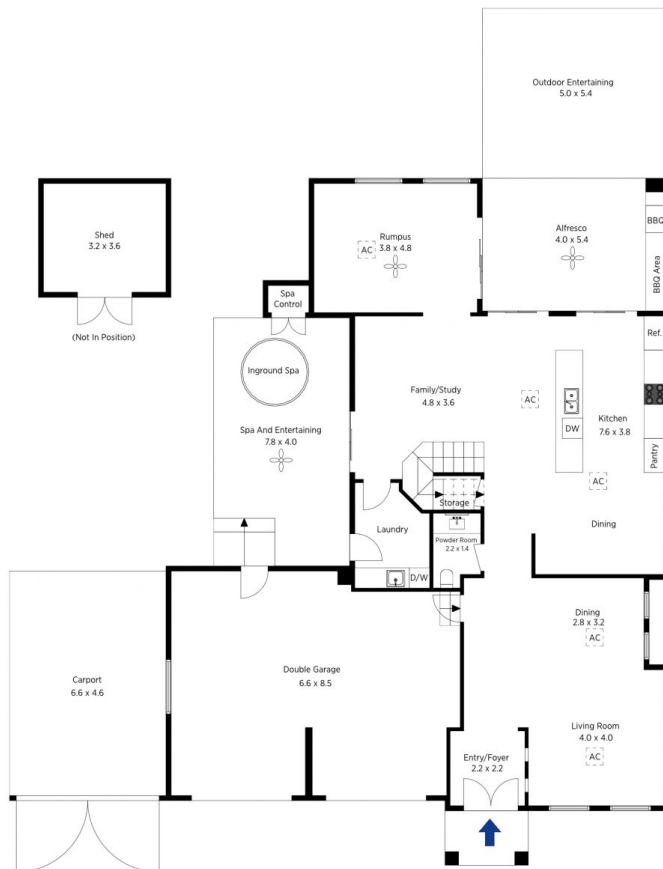 Outdoor Entertaining
5.0 x 5.4
Shed
3.2 x 3.6
(Not In Position)
Rumpus
3.8 x 4.8
AC
Alfresco
4.0 x 5.4
BBQ
BBQ Area
Spa
Control
Inground Spa
Spa And Entertaining
7.8 x 4.0
Family/Study
4.8 x 3.6
AC
Ref.
Kitchen
7.6 x 3.8
DW
AC
Pantry
Storage
Dining
Laundry
D/W
Powder Room
2.2 x 1.4
Dining
2.8 x 3.2
AC
Carport
6.6 x 4.6
Double Garage
6.6 x 8.5
Living Room
4.0 x 4.0
AC
Entry/Foyer
2.2 x 2.2